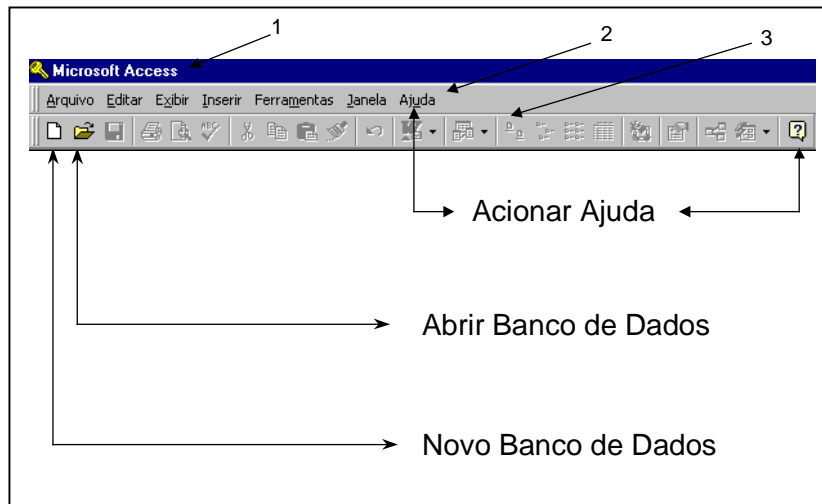 1
2
3
Microsoft Access
Arquivo Editar Exibir Inserir Ferramentas Janela Ajuda
ABC
Acionar Ajuda
Abrir Banco de Dados
Novo Banco de Dados